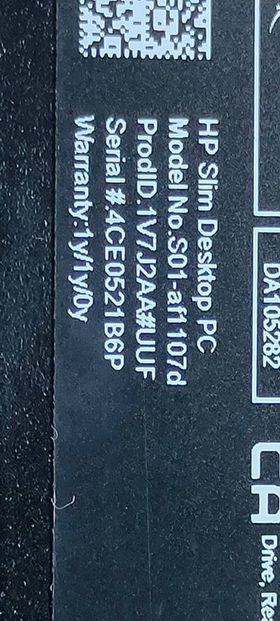 HP Slim Desktop PC
Model No.S01-af1107d
ProdID.1V7J2AA#UUF
Serial #.4CE0521B6P
Warranty:1y/1y/0y
DA105282
Drive, Re